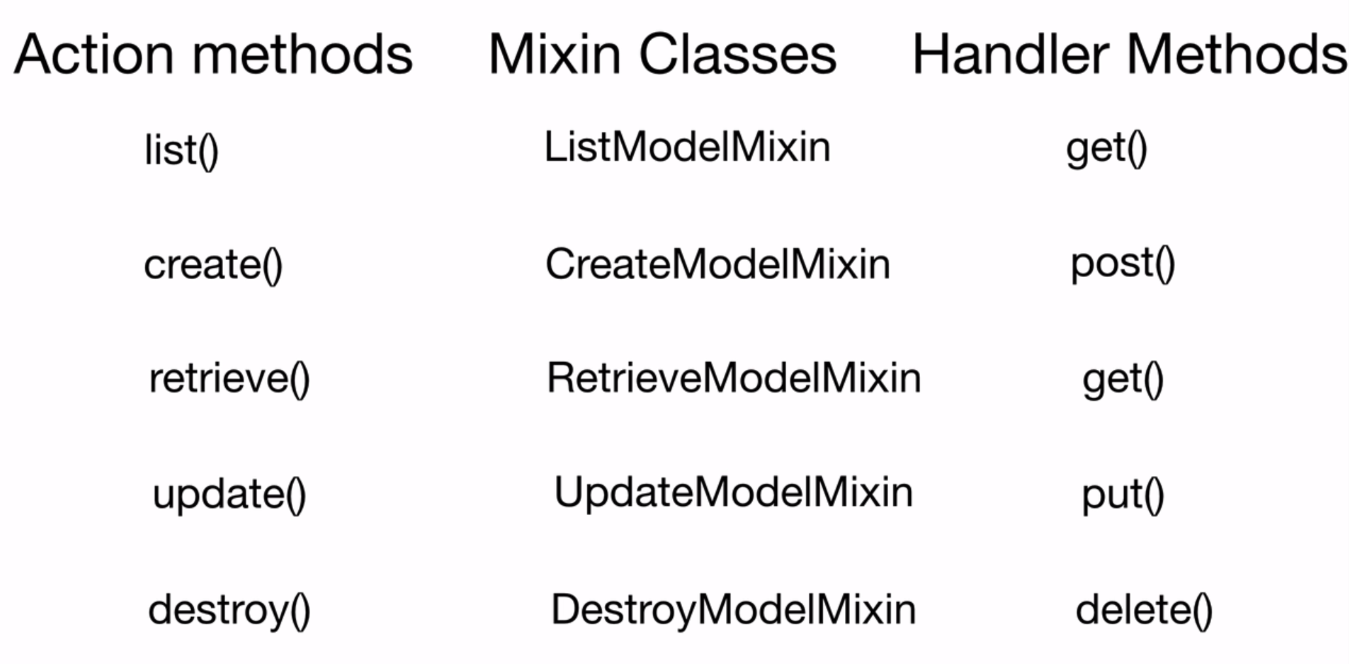 Action methods Mixin Classes Handler Methods
list() ListModelMixin get()
create() CreateModelMixin post()
retrieve() RetrieveModelMixin get()
update() UpdateModelMixin put()
destroy() DestroyModelMixin delete()